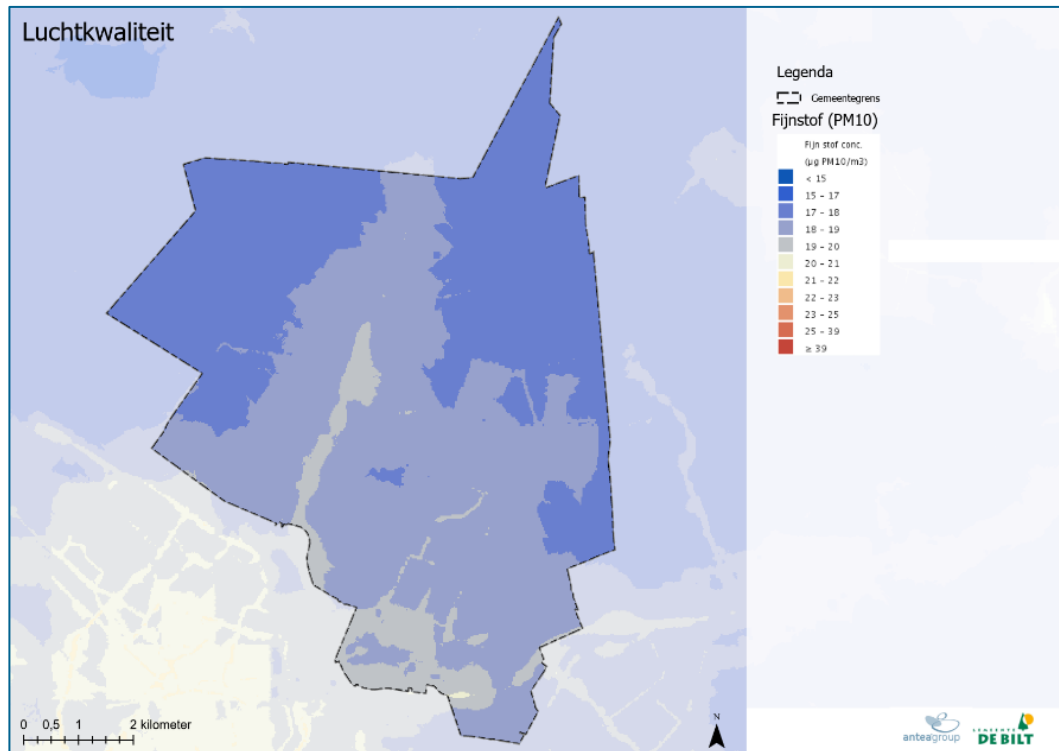 Luchtkwaliteit
Legenda
Gemeentegrens
Fijnstof (PM10)
Fijn stof conc.
(µg PM10/m3)
< 15
15 – 17
17 – 18
18 – 19
19 – 20
20 – 21
21 – 22
22 – 23
23 – 25
25 – 39
≥ 39
0 0,5 1 2 kilometer
N
anteagroup
GEMEENTE
DE BILT